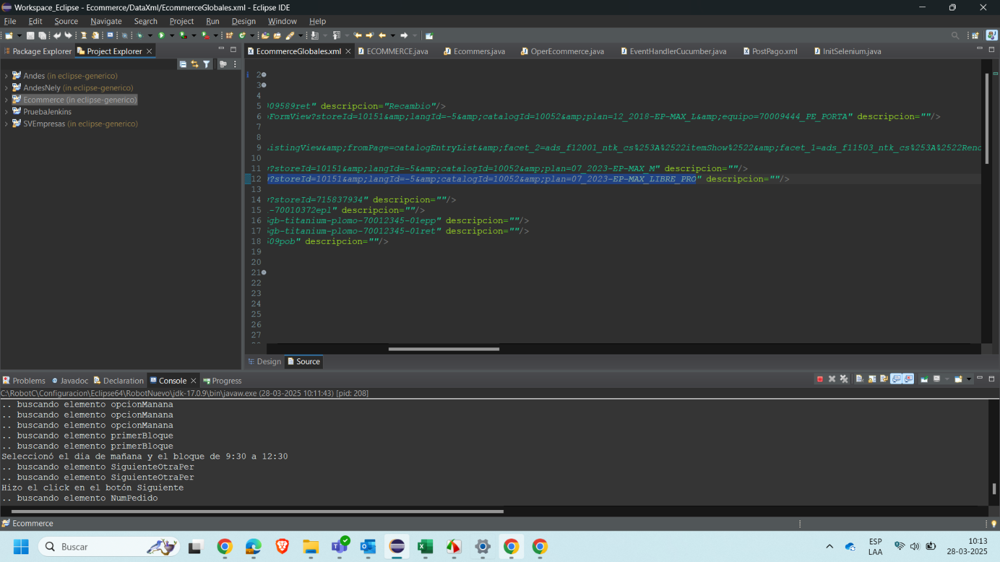 Workspace_Eclipse - Ecommerce/DataXml/EcommerceGlobales.xml - Eclipse IDE
File Edit Source Navigate Search Project Run Design Window Help
Package Explorer Project Explorer
EcommerceGlobales.xml ECOMMERCE.java Ecommers.java OperEcommerce.java EventHandlerCucumber.java PostPago.xml InitSelenium.java
Andes (in eclipse-generico)
AndesNely (in eclipse-generico)
Ecommerce (in eclipse-generico)
PruebaJenkins
SVEmpresas (in eclipse-generico)
2
3
4
5 09589ret" descripcion="Recambio"/>
6 FormView?storeId=10151&amp;langId=-5&amp;catalogId=10052&amp;plan=12_2018-EP-MAX_L&amp;equipo=70009444_PE_PORTA" descripcion=""/>
7
8
9 istingView&amp;fromPage=catalogEntryList&amp;facet_2=ads_f12001_ntk_cs%253A%2522itemShow%2522&amp;facet_1=ads_f11503_ntk_cs%253A%2522Reno
10
11 ?storeId=10151&amp;langId=-5&amp;catalogId=10052&amp;plan=07_2023-EP-MAX_M" descripcion=""/>
12 ?storeId=10151&amp;langId=-5&amp;catalogId=10052&amp;plan=07_2023-EP-MAX_LIBRE_PRO" descripcion=""/>
13
14 ?storeId=715837934" descripcion=""/>
15 -70010372epl" descripcion=""/>
16 gb-titanium-plomo-70012345-01epp" descripcion=""/>
17 gb-titanium-plomo-70012345-01ret" descripcion=""/>
18 09pob" descripcion=""/>
19
20
21
22
23
24
25
26
27
Design Source
Problems Javadoc Declaration Console Progress
C:\RobotC\Configuracion\Eclipse64\RobotNuevo\jdk-17.0.9\bin\javaw.exe (28-03-2025 10:11:43) [pid: 208]
.. buscando elemento opcionManana
.. buscando elemento opcionManana
.. buscando elemento opcionManana
.. buscando elemento primerBloque
.. buscando elemento primerBloque
Seleccionó el dia de mañana y el bloque de 9:30 a 12:30
.. buscando elemento SiguienteOtraPer
.. buscando elemento SiguienteOtraPer
Hizo el click en el botón Siguiente
.. buscando elemento NumPedido
Ecommerce
Buscar
ESP
LAA
10:13
28-03-2025